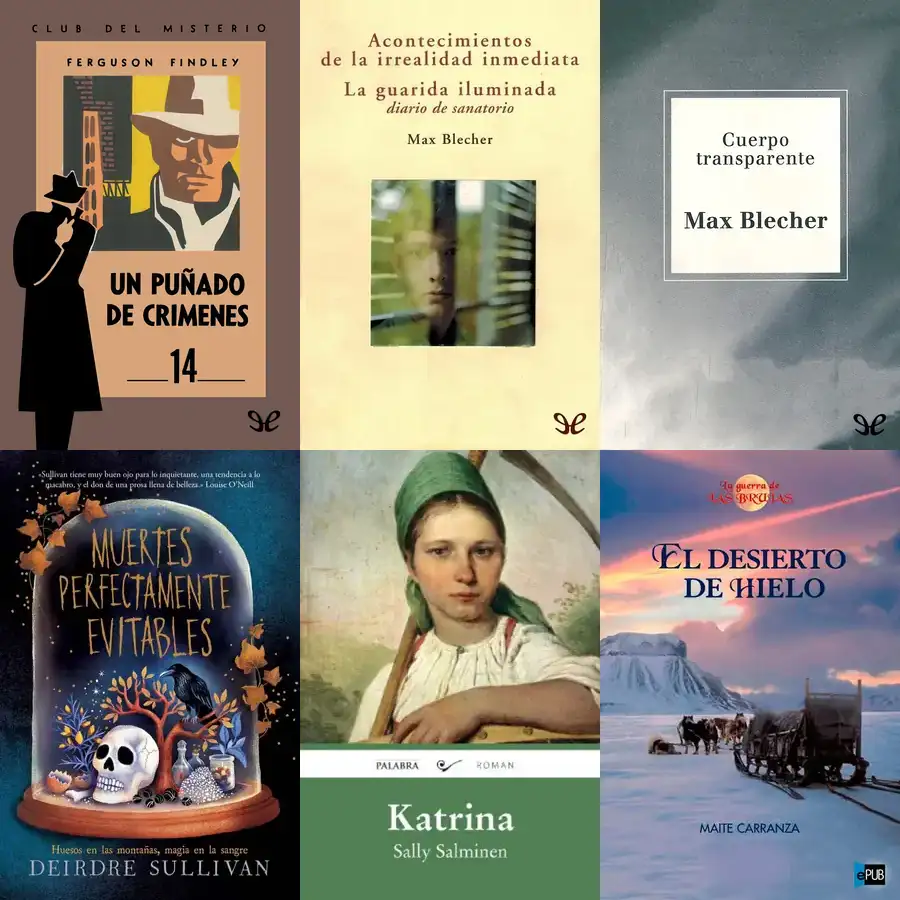 CLUB DEL MISTERIO
FERGUSON FINDLEY
UN PUÑADO
DE CRIMENES
14
Acontecimientos
de la irrealidad inmediata
La guarida iluminada
diario de sanatorio
Max Blecher
Cuerpo
transparente
Max Blecher
«Sullivan tiene muy buen ojo para lo inquietante, una tendencia a lo
macabro, y el don de una prosa llena de belleza.» Louise O'Neill
MUERTES
PERFECTAMENTE
EVITABLES
Huesos en las montañas, magia en la sangre
DEIRDRE SULLIVAN
PALABRA ROMAN
Katrina
Sally Salminen
La guerra de
LAS BRUJAS
EL DESIERTO
DE HIELO
MAITE CARRANZA
ePUB